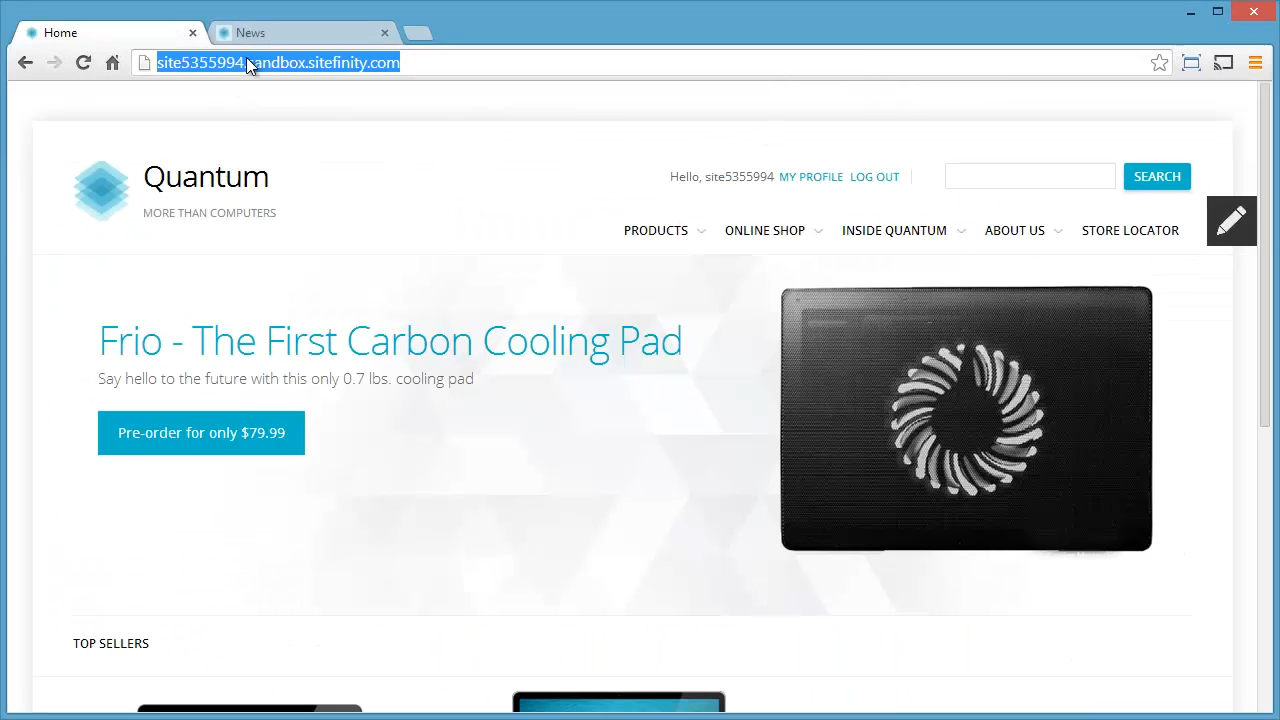 Home
News
site5355994.sandbox.sitefinity.com
Quantum
MORE THAN COMPUTERS
Hello, site5355994 MY PROFILE LOG OUT
SEARCH
PRODUCTS ONLINE SHOP INSIDE QUANTUM ABOUT US STORE LOCATOR
Frio - The First Carbon Cooling Pad
Say hello to the future with this only 0.7 lbs. cooling pad
Pre-order for only $79.99
TOP SELLERS